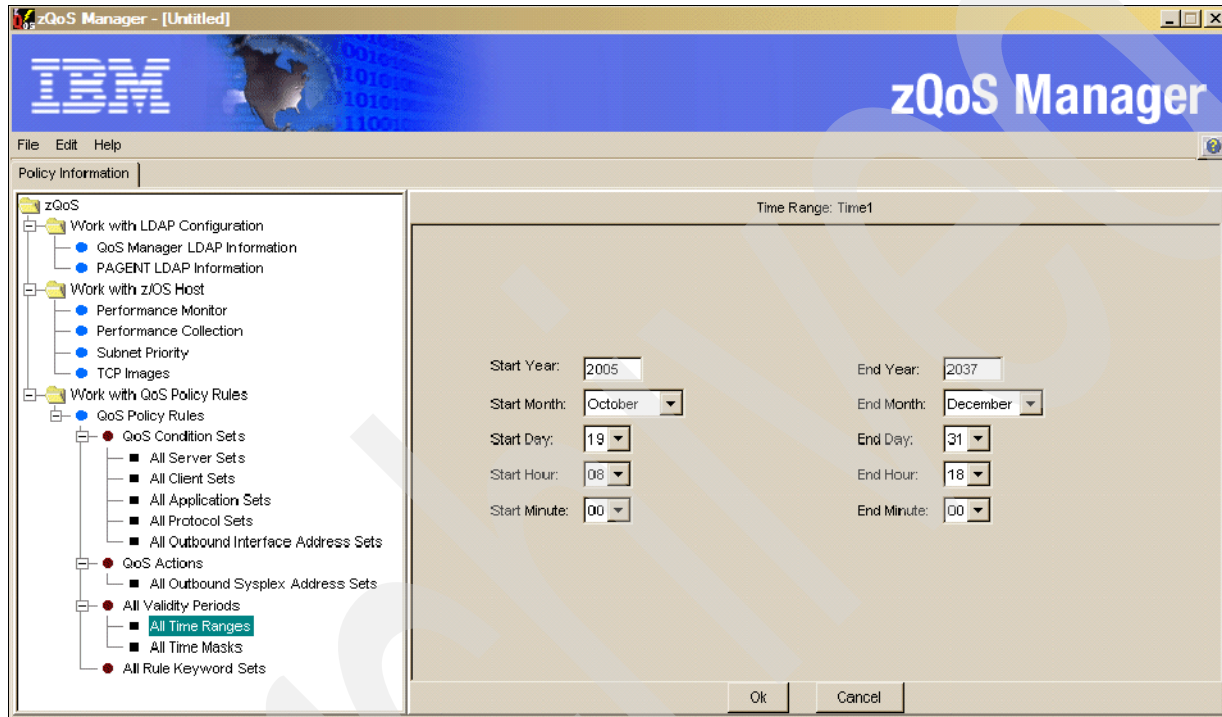 zQoS Manager - [Untitled]
IBM
zQoS Manager
File Edit Help
Policy Information
zQoS
Work with LDAP Configuration
QoS Manager LDAP Information
PAGENT LDAP Information
Work with z/OS Host
Performance Monitor
Performance Collection
Subnet Priority
TCP Images
Work with QoS Policy Rules
QoS Policy Rules
QoS Condition Sets
All Server Sets
All Client Sets
All Application Sets
All Protocol Sets
All Outbound Interface Address Sets
QoS Actions
All Outbound Sysplex Address Sets
All Validity Periods
All Time Ranges
All Time Masks
All Rule Keyword Sets
Time Range: Time1
Start Year: 2005 End Year: 2037
Start Month: October End Month: December
Start Day: 19 End Day: 31
Start Hour: 08 End Hour: 18
Start Minute: 00 End Minute: 00
Ok Cancel